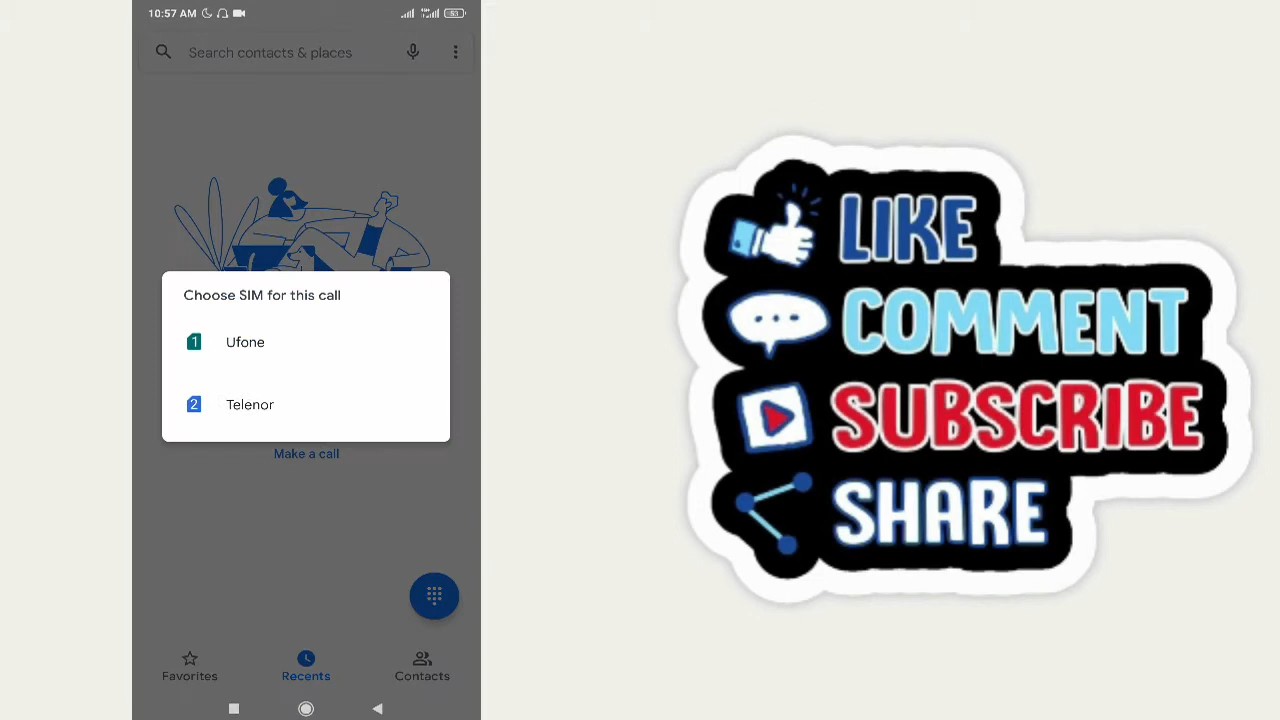 10:57 AM
53
Search contacts & places
Choose SIM for this call
1 Ufone
2 Telenor
Make a call
Favorites
Recents
Contacts
LIKE
COMMENT
SUBSCRIBE
SHARE